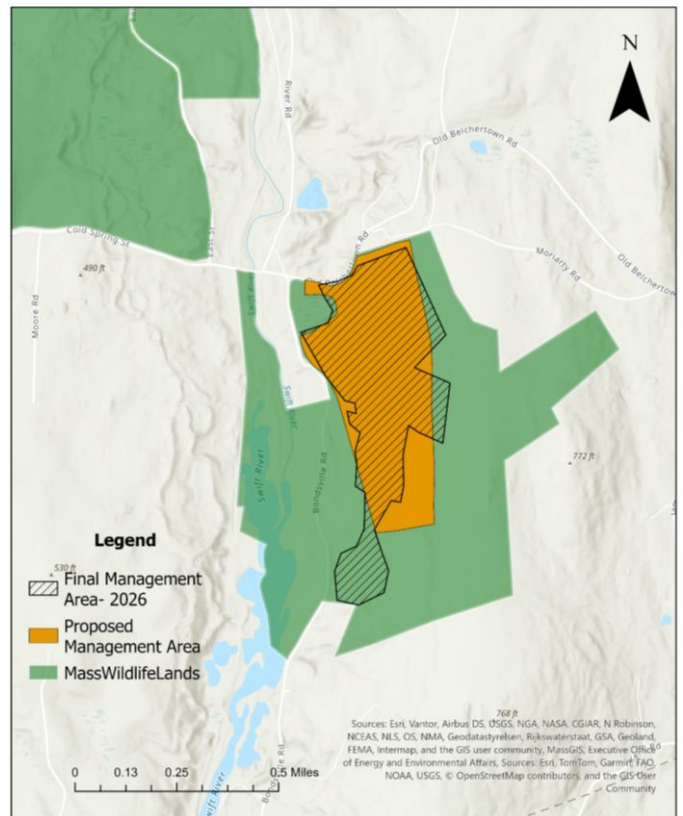 N
River Rd
Old Belchertown Rd
Cold Spring St
East St
Moriarty Rd
Old Belchertow
490 ft
Moore Rd
Swift River
Swift River
Swift River
Bondsville Rd
772 ft
Legend
530 ft
Final Management
Area- 2026
Proposed
Management Area
MassWildlifeLands
768 ft
Sources: Esri, Vantor, Airbus DS, USGS, NGA, NASA, CGIAR, N Robinson,
NCEAS, NLS, OS, NMA, Geodatastyrelsen, Rijkswaterstaat, GSA, Geoland,
FEMA, Intermap, and the GIS user community, MassGIS, Executive Office
of Energy and Environmental Affairs, Sources: Esri, TomTom, Garmin, FAO,
NOAA, USGS, © OpenStreetMap contributors, and the GIS User
Community
0 0.13 0.25 0.5 Miles
wift River
Rd